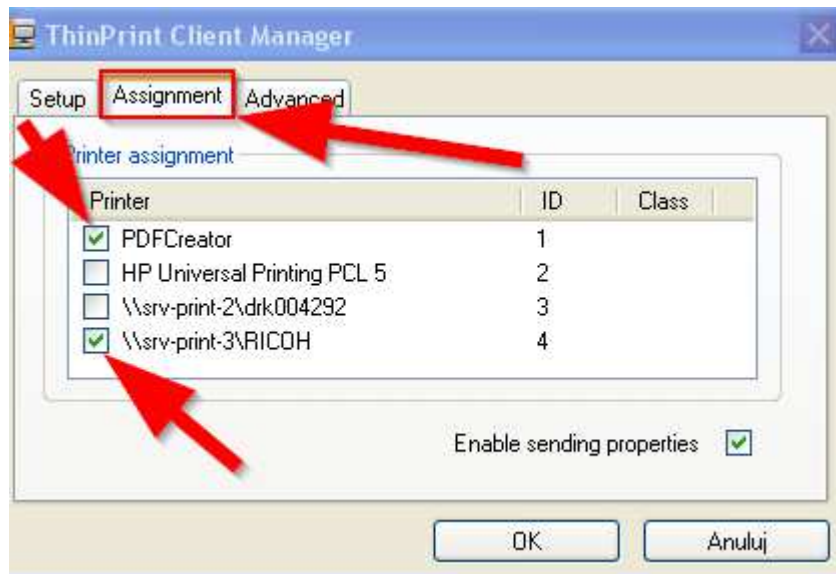 ThinPrint Client Manager
Setup Assignment Advanced
Printer assignment
Printer ID Class
PDFCreator 1
HP Universal Printing PCL 5 2
\\srv-print-2\drk004292 3
\\srv-print-3\RICOH 4
Enable sending properties
OK Anuluj